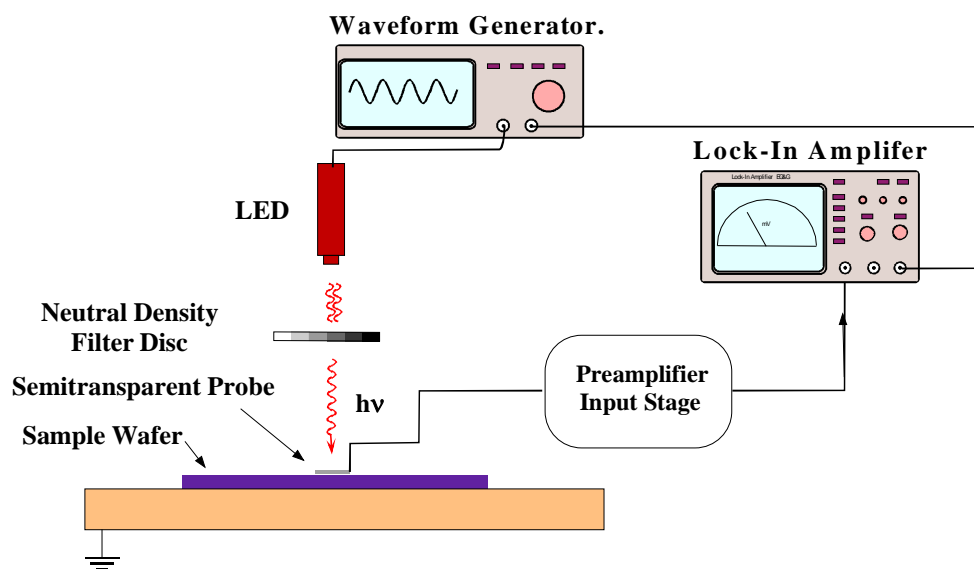 Waveform Generator.
Lock-In Amplifer
Lock-In Amplifier EG&G
mV
LED
Neutral Density
Filter Disc
Semitransparent Probe
hν
Sample Wafer
Preamplifier
Input Stage